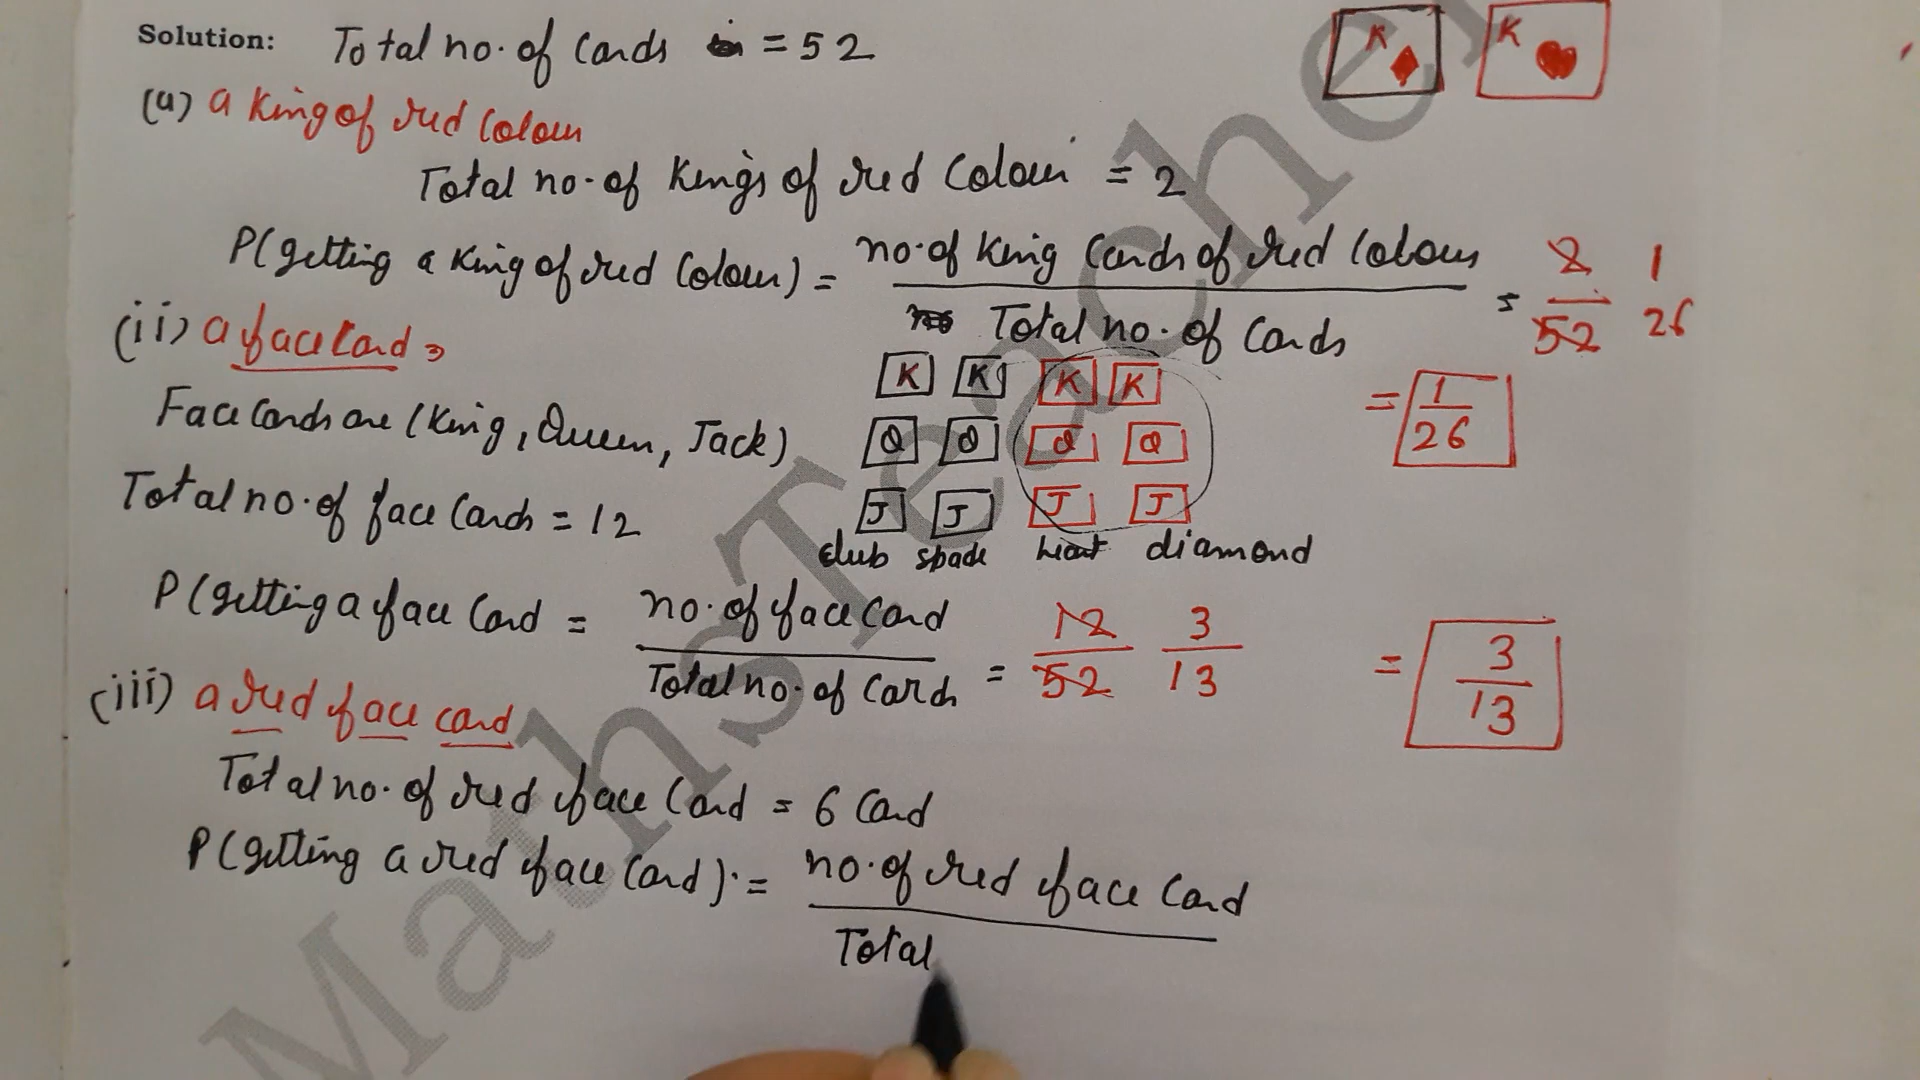 Solution: Total no. of Cards = 52
K K
(a) a King of red Colour
Total no. of Kings of red Colour = 2
P(getting a King of red Colour) = no. of King Cards of red Colour / Total no. of Cards = 2/52 1/26
= 1/26
(ii) a face Card
K K K K
Face Cards are (King, Queen, Jack)
Q Q Q Q
Total no. of face Cards = 12
J J J J
club spade heart diamond
P(getting a face Card = no. of face Card / Total no. of Cards = 12/52 3/13 = 3/13
(iii) a red face card
Total no. of red face Card = 6 Card
P(getting a red face Card) = no. of red face Card / Total
MathsTeacher